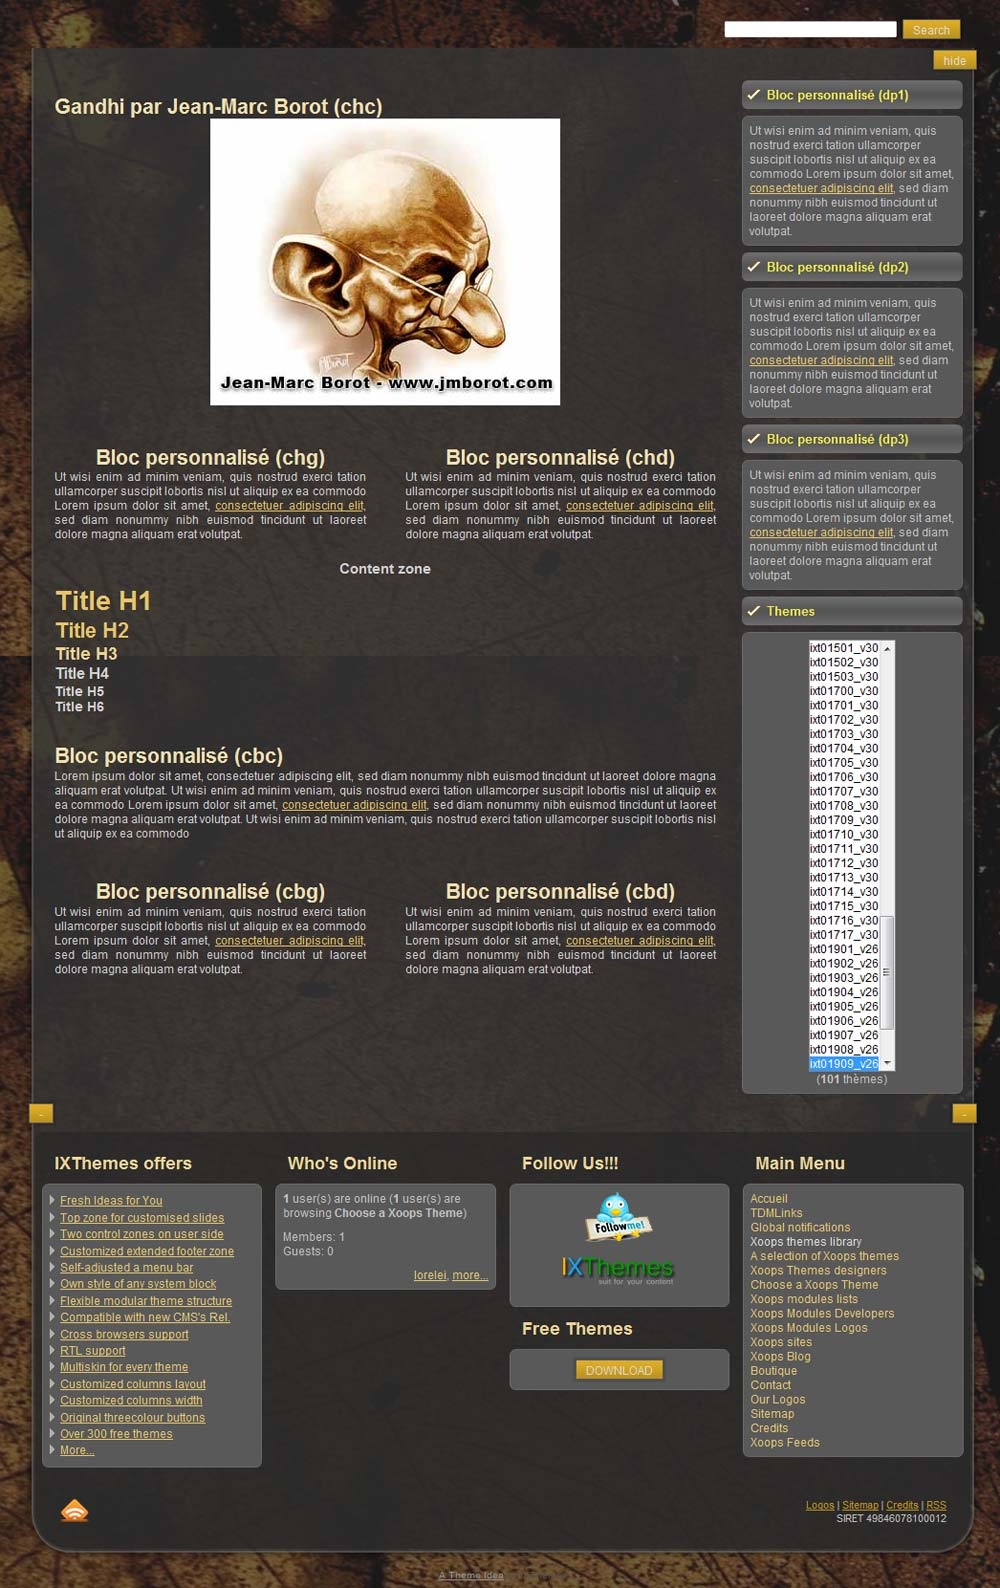 Search
hide
Gandhi par Jean-Marc Borot (chc)
Jean-Marc Borot - www.jmborot.com
Bloc personnalisé (chg)
Ut wisi enim ad minim veniam, quis nostrud exerci tation
ullamcorper suscipit lobortis nisl ut aliquip ex ea commodo
Lorem ipsum dolor sit amet, consectetuer adipiscing elit,
sed diam nonummy nibh euismod tincidunt ut laoreet
dolore magna aliquam erat volutpat.
Bloc personnalisé (chd)
Ut wisi enim ad minim veniam, quis nostrud exerci tation
ullamcorper suscipit lobortis nisl ut aliquip ex ea commodo
Lorem ipsum dolor sit amet, consectetuer adipiscing elit,
sed diam nonummy nibh euismod tincidunt ut laoreet
dolore magna aliquam erat volutpat.
Content zone
Title H1
Title H2
Title H3
Title H4
Title H5
Title H6
Bloc personnalisé (cbc)
Lorem ipsum dolor sit amet, consectetuer adipiscing elit, sed diam nonummy nibh euismod tincidunt ut laoreet dolore magna
aliquam erat volutpat. Ut wisi enim ad minim veniam, quis nostrud exerci tation ullamcorper suscipit lobortis nisl ut aliquip ex
ea commodo Lorem ipsum dolor sit amet, consectetuer adipiscing elit, sed diam nonummy nibh euismod tincidunt ut laoreet
dolore magna aliquam erat volutpat. Ut wisi enim ad minim veniam, quis nostrud exerci tation ullamcorper suscipit lobortis nisl
ut aliquip ex ea commodo
Bloc personnalisé (cbg)
Ut wisi enim ad minim veniam, quis nostrud exerci tation
ullamcorper suscipit lobortis nisl ut aliquip ex ea commodo
Lorem ipsum dolor sit amet, consectetuer adipiscing elit,
sed diam nonummy nibh euismod tincidunt ut laoreet
dolore magna aliquam erat volutpat.
Bloc personnalisé (cbd)
Ut wisi enim ad minim veniam, quis nostrud exerci tation
ullamcorper suscipit lobortis nisl ut aliquip ex ea commodo
Lorem ipsum dolor sit amet, consectetuer adipiscing elit,
sed diam nonummy nibh euismod tincidunt ut laoreet
dolore magna aliquam erat volutpat.
Bloc personnalisé (dp1)
Ut wisi enim ad minim veniam, quis
nostrud exerci tation ullamcorper
suscipit lobortis nisl ut aliquip ex ea
commodo Lorem ipsum dolor sit amet,
consectetuer adipiscing elit, sed diam
nonummy nibh euismod tincidunt ut
laoreet dolore magna aliquam erat
volutpat.
Bloc personnalisé (dp2)
Ut wisi enim ad minim veniam, quis
nostrud exerci tation ullamcorper
suscipit lobortis nisl ut aliquip ex ea
commodo Lorem ipsum dolor sit amet,
consectetuer adipiscing elit, sed diam
nonummy nibh euismod tincidunt ut
laoreet dolore magna aliquam erat
volutpat.
Bloc personnalisé (dp3)
Ut wisi enim ad minim veniam, quis
nostrud exerci tation ullamcorper
suscipit lobortis nisl ut aliquip ex ea
commodo Lorem ipsum dolor sit amet,
consectetuer adipiscing elit, sed diam
nonummy nibh euismod tincidunt ut
laoreet dolore magna aliquam erat
volutpat.
Themes
ixt01501_v30
ixt01502_v30
ixt01503_v30
ixt01700_v30
ixt01701_v30
ixt01702_v30
ixt01703_v30
ixt01704_v30
ixt01705_v30
ixt01706_v30
ixt01707_v30
ixt01708_v30
ixt01709_v30
ixt01710_v30
ixt01711_v30
ixt01712_v30
ixt01713_v30
ixt01714_v30
ixt01715_v30
ixt01716_v30
ixt01717_v30
ixt01901_v26
ixt01902_v26
ixt01903_v26
ixt01904_v26
ixt01905_v26
ixt01906_v26
ixt01907_v26
ixt01908_v26
ixt01909_v26
(101 thèmes)
-
-
IXThemes offers
Fresh Ideas for You
Top zone for customised slides
Two control zones on user side
Customized extended footer zone
Self-adjusted a menu bar
Own style of any system block
Flexible modular theme structure
Compatible with new CMS's Rel.
Cross browsers support
RTL support
Multiskin for every theme
Customized columns layout
Customized columns width
Original threecolour buttons
Over 300 free themes
More...
Who's Online
1 user(s) are online (1 user(s) are
browsing Choose a Xoops Theme)
Members: 1
Guests: 0
lorelei, more...
Follow Us!!!
Followme!
IXThemes
suit for your content
Free Themes
DOWNLOAD
Main Menu
Accueil
TDMLinks
Global notifications
Xoops themes library
A selection of Xoops themes
Xoops Themes designers
Choose a Xoops Theme
Xoops modules lists
Xoops Modules Developers
Xoops Modules Logos
Xoops sites
Xoops Blog
Boutique
Contact
Our Logos
Sitemap
Credits
Xoops Feeds
Logos | Sitemap | Credits | RSS
SIRET 49846078100012
A Theme Idea